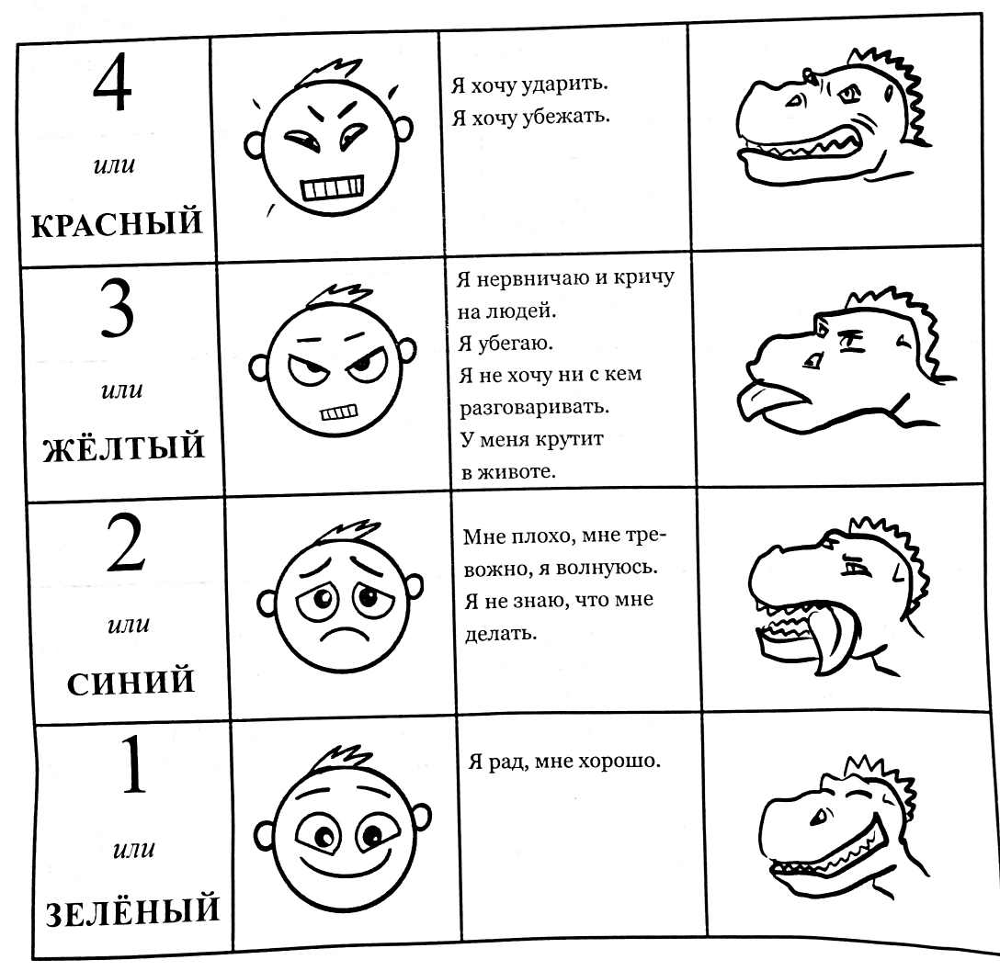 4
или
КРАСНЫЙ
Я хочу ударить.
Я хочу убежать.
3
или
ЖЁЛТЫЙ
Я нервничаю и кричу
на людей.
Я убегаю.
Я не хочу ни с кем
разговаривать.
У меня крутит
в животе.
2
или
СИНИЙ
Мне плохо, мне тре-
вожно, я волнуюсь.
Я не знаю, что мне
делать.
1
или
ЗЕЛЁНЫЙ
Я рад, мне хорошо.